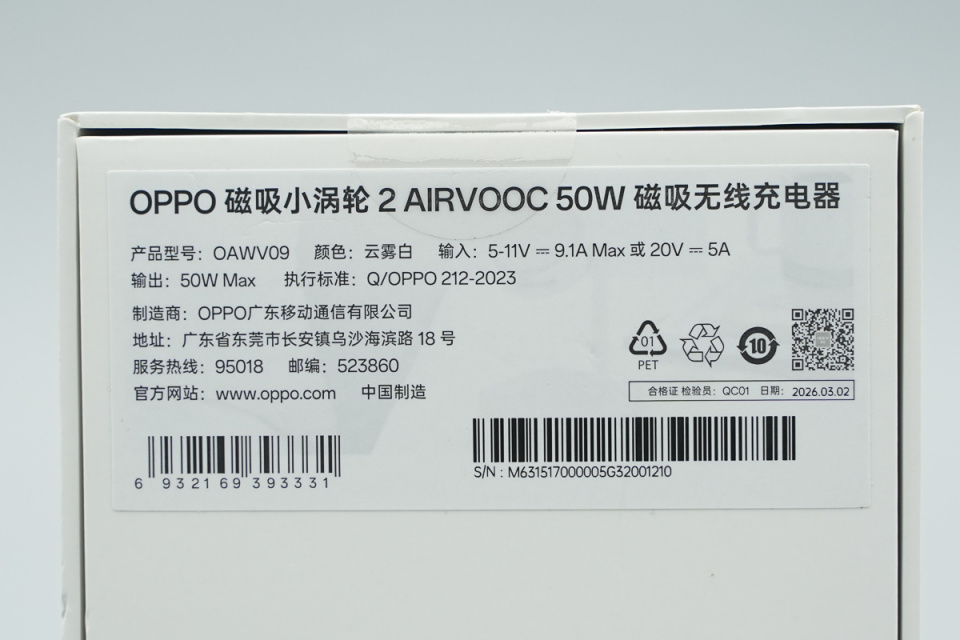 OPPO 磁吸小涡轮 2 AIRVOOC 50W 磁吸无线充电器
产品型号：OAWV09 颜色：云雾白 输入：5-11V ⎓ 9.1A Max 或 20V ⎓ 5A
输出：50W Max 执行标准：Q/OPPO 212-2023
制造商：OPPO广东移动通信有限公司
地址：广东省东莞市长安镇乌沙海滨路 18 号
服务热线：95018 邮编：523860
官方网站：www.oppo.com 中国制造
01
PET
10
合格证 检验员：QC01 日期：2026.03.02
6 932169 393331
S/N：M631517000005G32001210